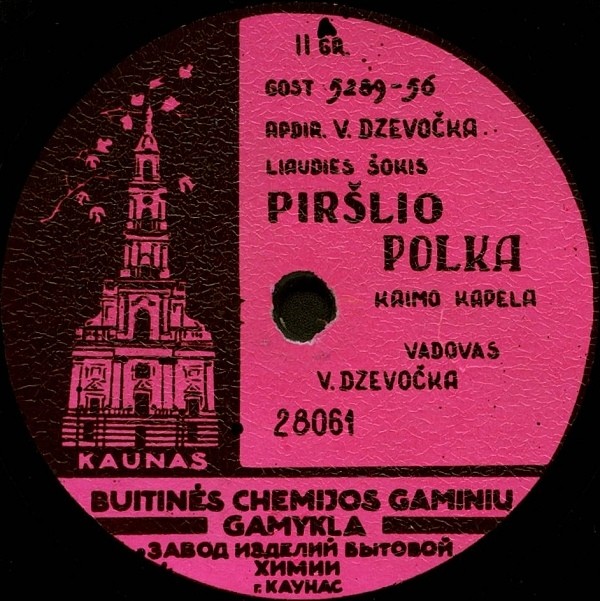 II GR.
GOST 5289-56
APDIR. V. DZEVOČKA..
LIAUDIES ŠOKIS
PIRŠLIO
POLKA
KAIMO KAPELA
VADOVAS
V. DZEVOČKA
28061
KAUNAS
BUITINĖS CHEMIJOS GAMINIŲ
GAMYKLA
ЗАВОД ИЗДЕЛИЙ БЫТОВОЙ
ХИМИИ
г. КАУНАС